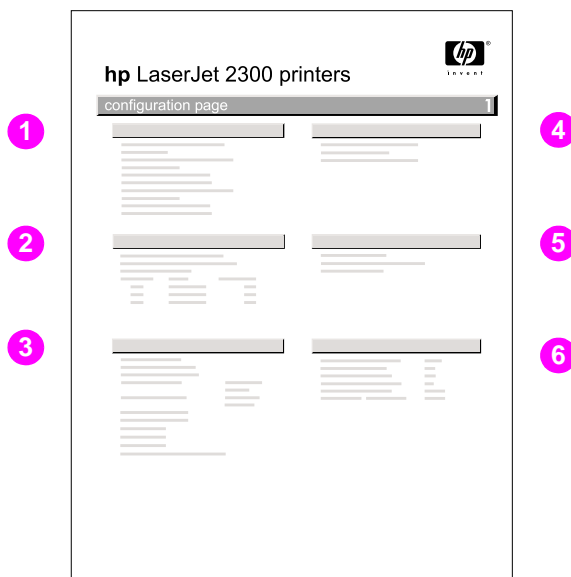 hp
®
invent
hp LaserJet 2300 printers
configuration page 1
1
4
2
5
3
6